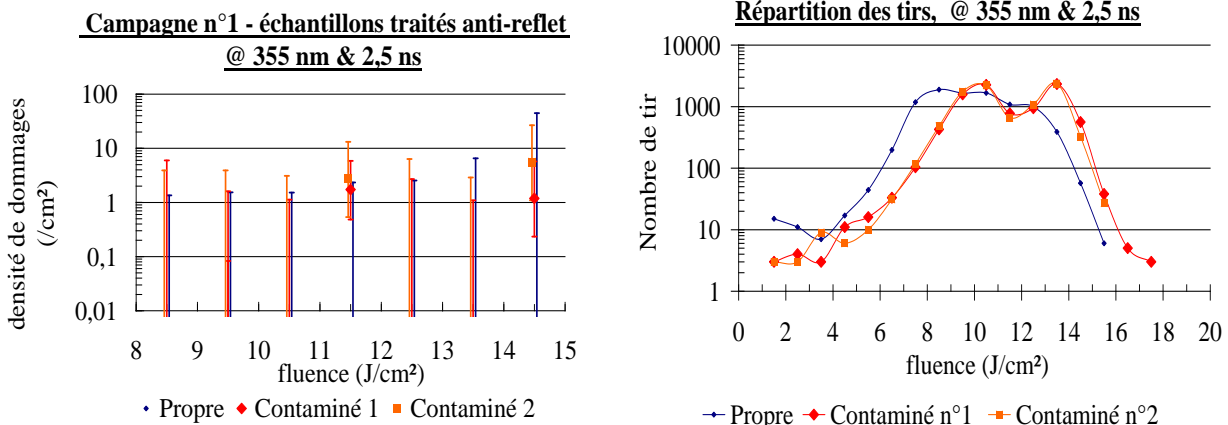 Campagne n°1 - échantillons traités anti-reflet
@ 355 nm & 2,5 ns
densité de dommages
(/cm²)
100
10
1
0,1
0,01
8 9 10 11 12 13 14 15
fluence (J/cm²)
Propre Contaminé 1 Contaminé 2
Répartition des tirs, @ 355 nm & 2,5 ns
Nombre de tir
10000
1000
100
10
1
0 2 4 6 8 10 12 14 16 18 20
fluence (J/cm²)
Propre Contaminé n°1 Contaminé n°2